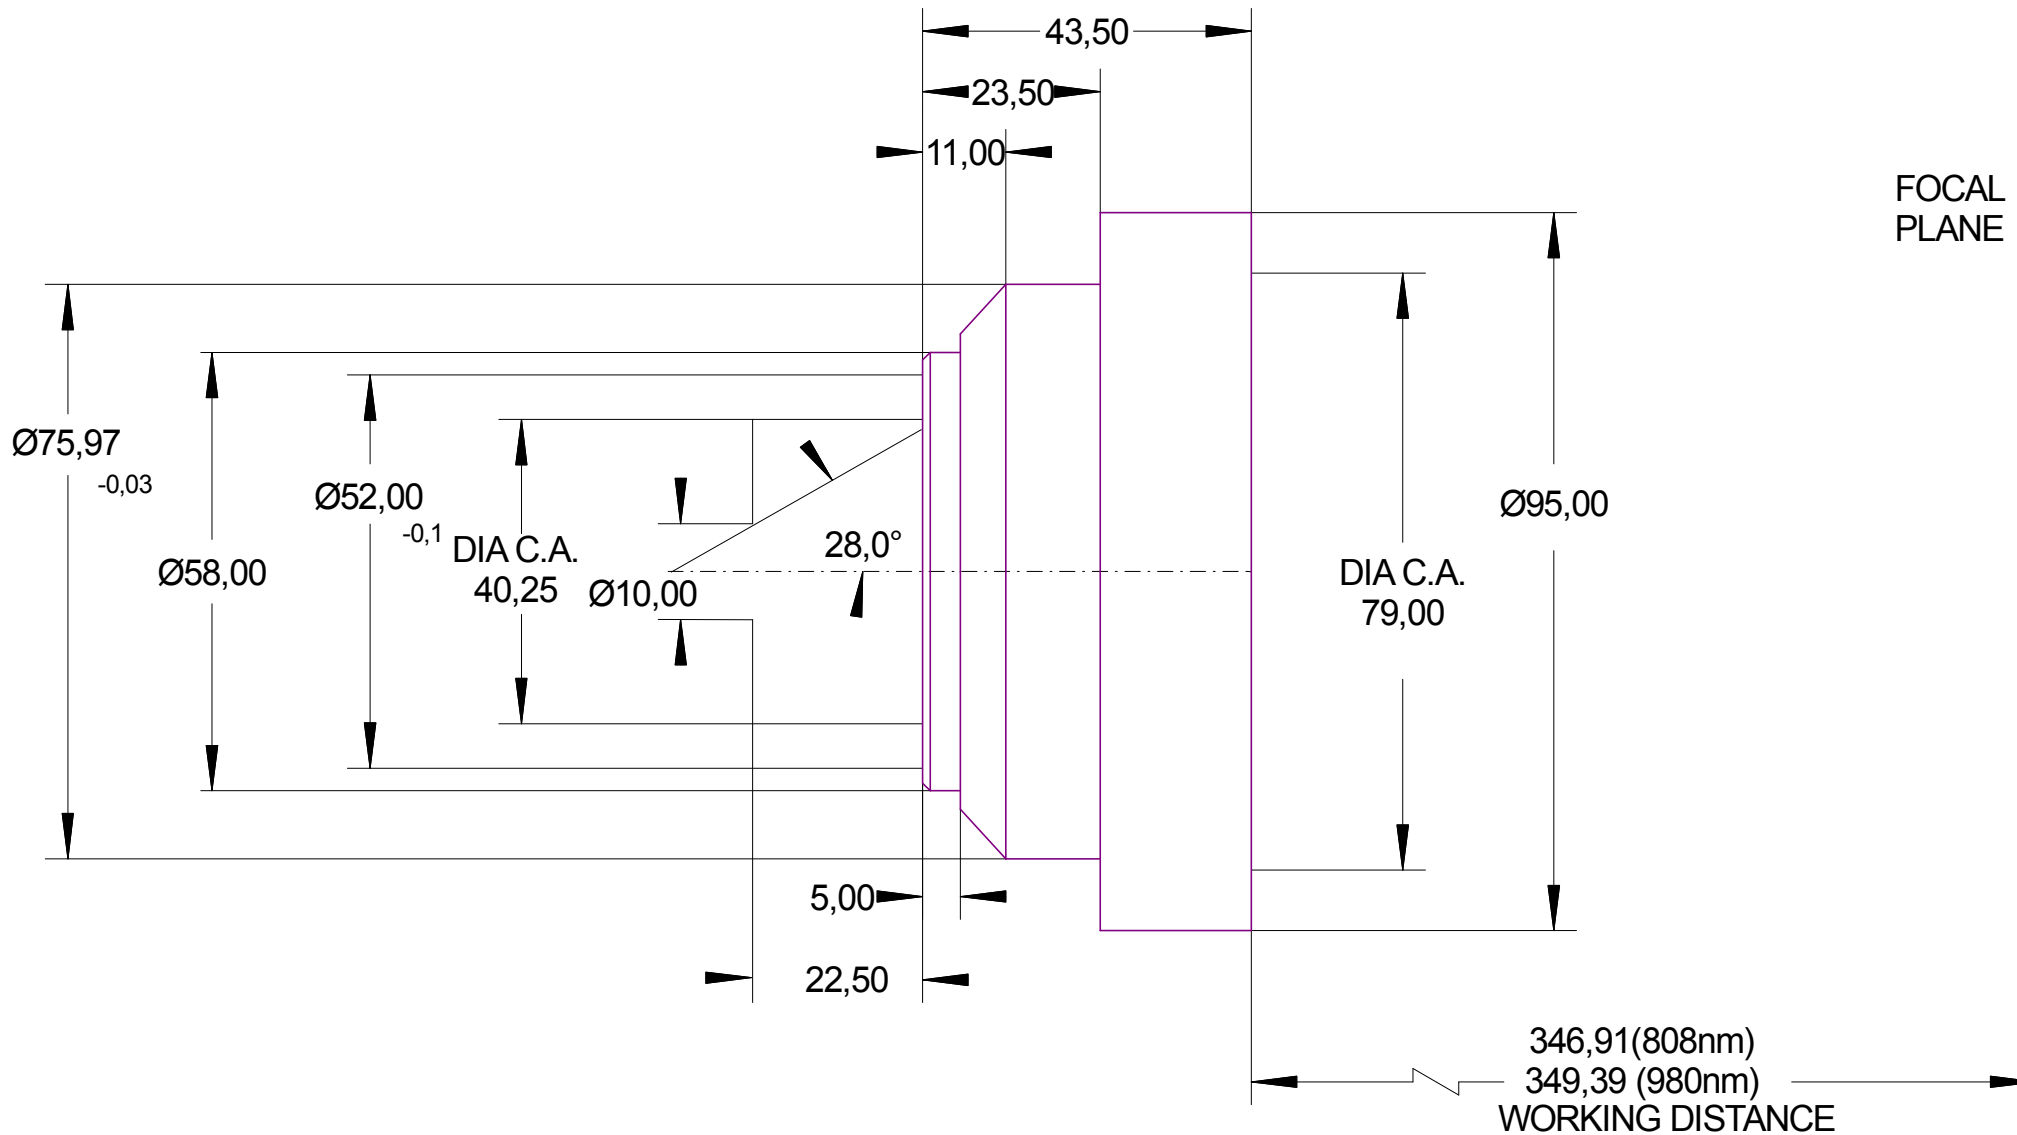 43,50
23,50
11,00
FOCAL
PLANE
Ø75,97
-0,03
Ø52,00
-0,1
Ø95,00
DIA C.A.
40,25
28,0°
Ø58,00
Ø10,00
DIA C.A.
79,00
5,00
22,50
346,91(808nm)
349,39 (980nm)
WORKING DISTANCE